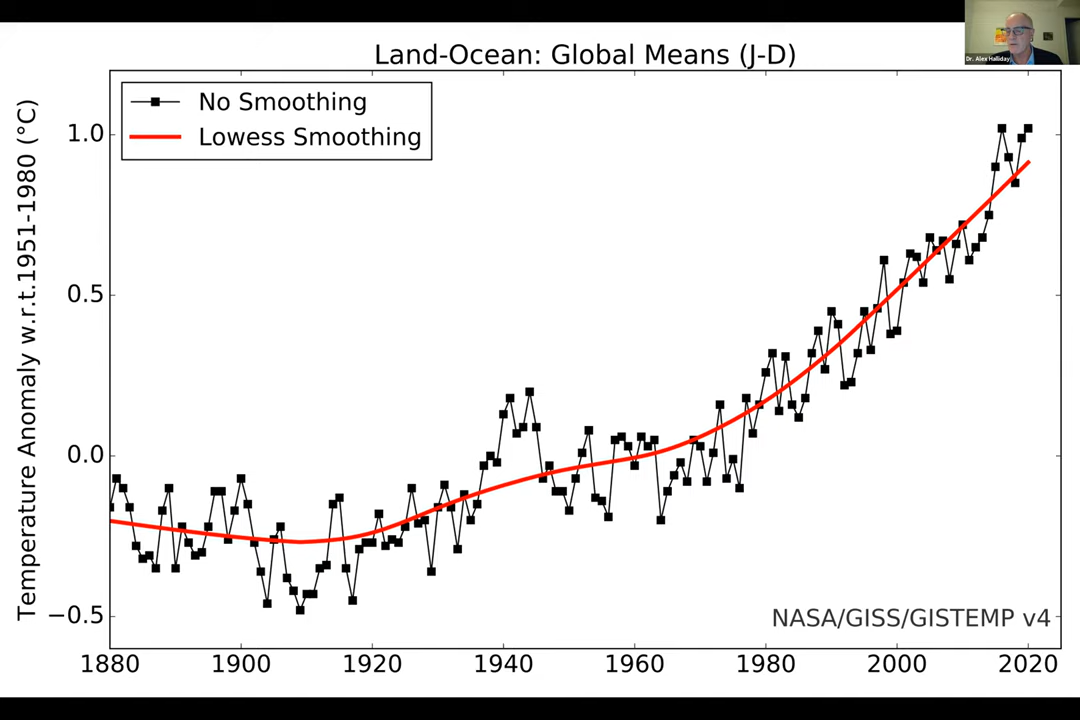 Land-Ocean: Global Means (J-D)
Dr. Alex Halliday
No Smoothing
Lowess Smoothing
Temperature Anomaly w.r.t.1951-1980 (°C)
1.0
0.5
0.0
−0.5
NASA/GISS/GISTEMP v4
1880 1900 1920 1940 1960 1980 2000 2020